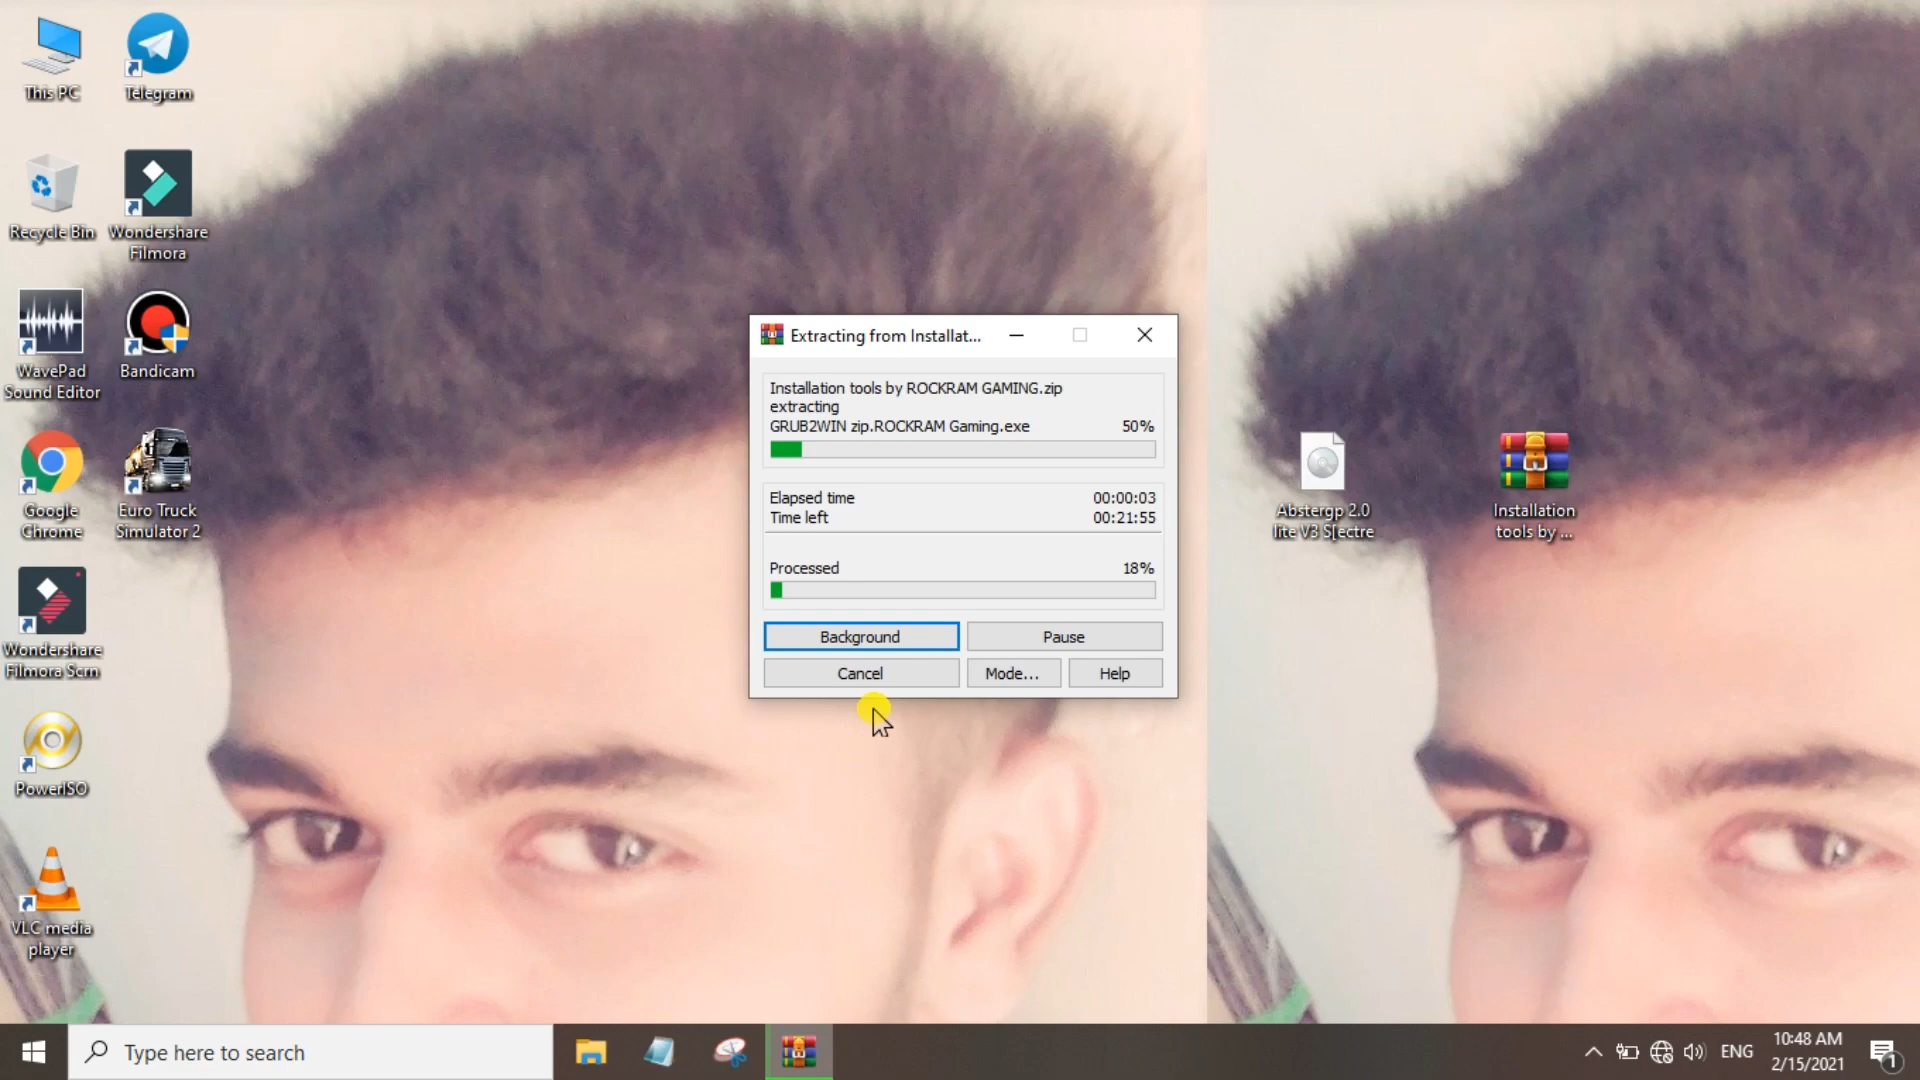 This PC
Telegram
Recycle Bin
Wondershare
Filmora
WavePad
Sound Editor
Bandicam
Google
Chrome
Euro Truck
Simulator 2
Wondershare
Filmora Scrn
PowerISO
VLC media
player
Extracting from Installat...
Installation tools by ROCKRAM GAMING.zip
extracting
GRUB2WIN zip.ROCKRAM Gaming.exe 50%
Elapsed time 00:00:03
Time left 00:21:55
Processed 18%
Background Pause
Cancel Mode... Help
Abstergp 2.0
lite V3 S[ectre
Installation
tools by ...
Type here to search
ENG
10:48 AM
2/15/2021
1